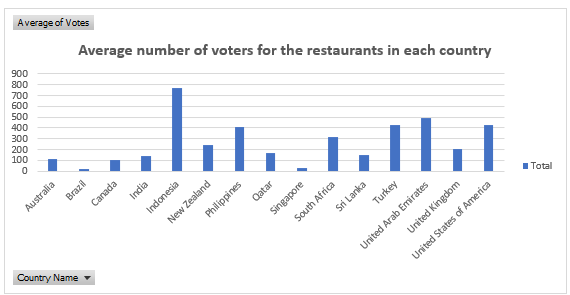 Average of Votes
Average number of voters for the restaurants in each country
900
800
700
600
500
400
300
200
100
0
Australia
Brazil
Canada
India
Indonesia
New Zealand
Philippines
Qatar
Singapore
South Africa
Sri Lanka
Turkey
United Arab Emirates
United Kingdom
United States of America
Total
Country Name